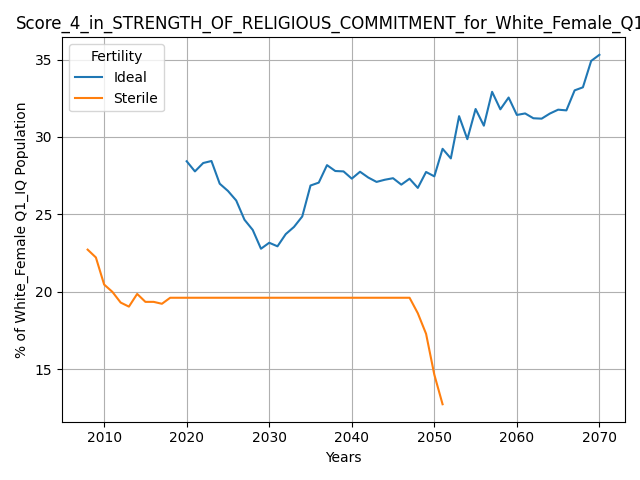 Score_4_in_STRENGTH_OF_RELIGIOUS_COMMITMENT_for_White_Female_Q1
Fertility
Ideal
Sterile
% of White_Female Q1_IQ Population
35
30
25
20
15
2010 2020 2030 2040 2050 2060 2070
Years